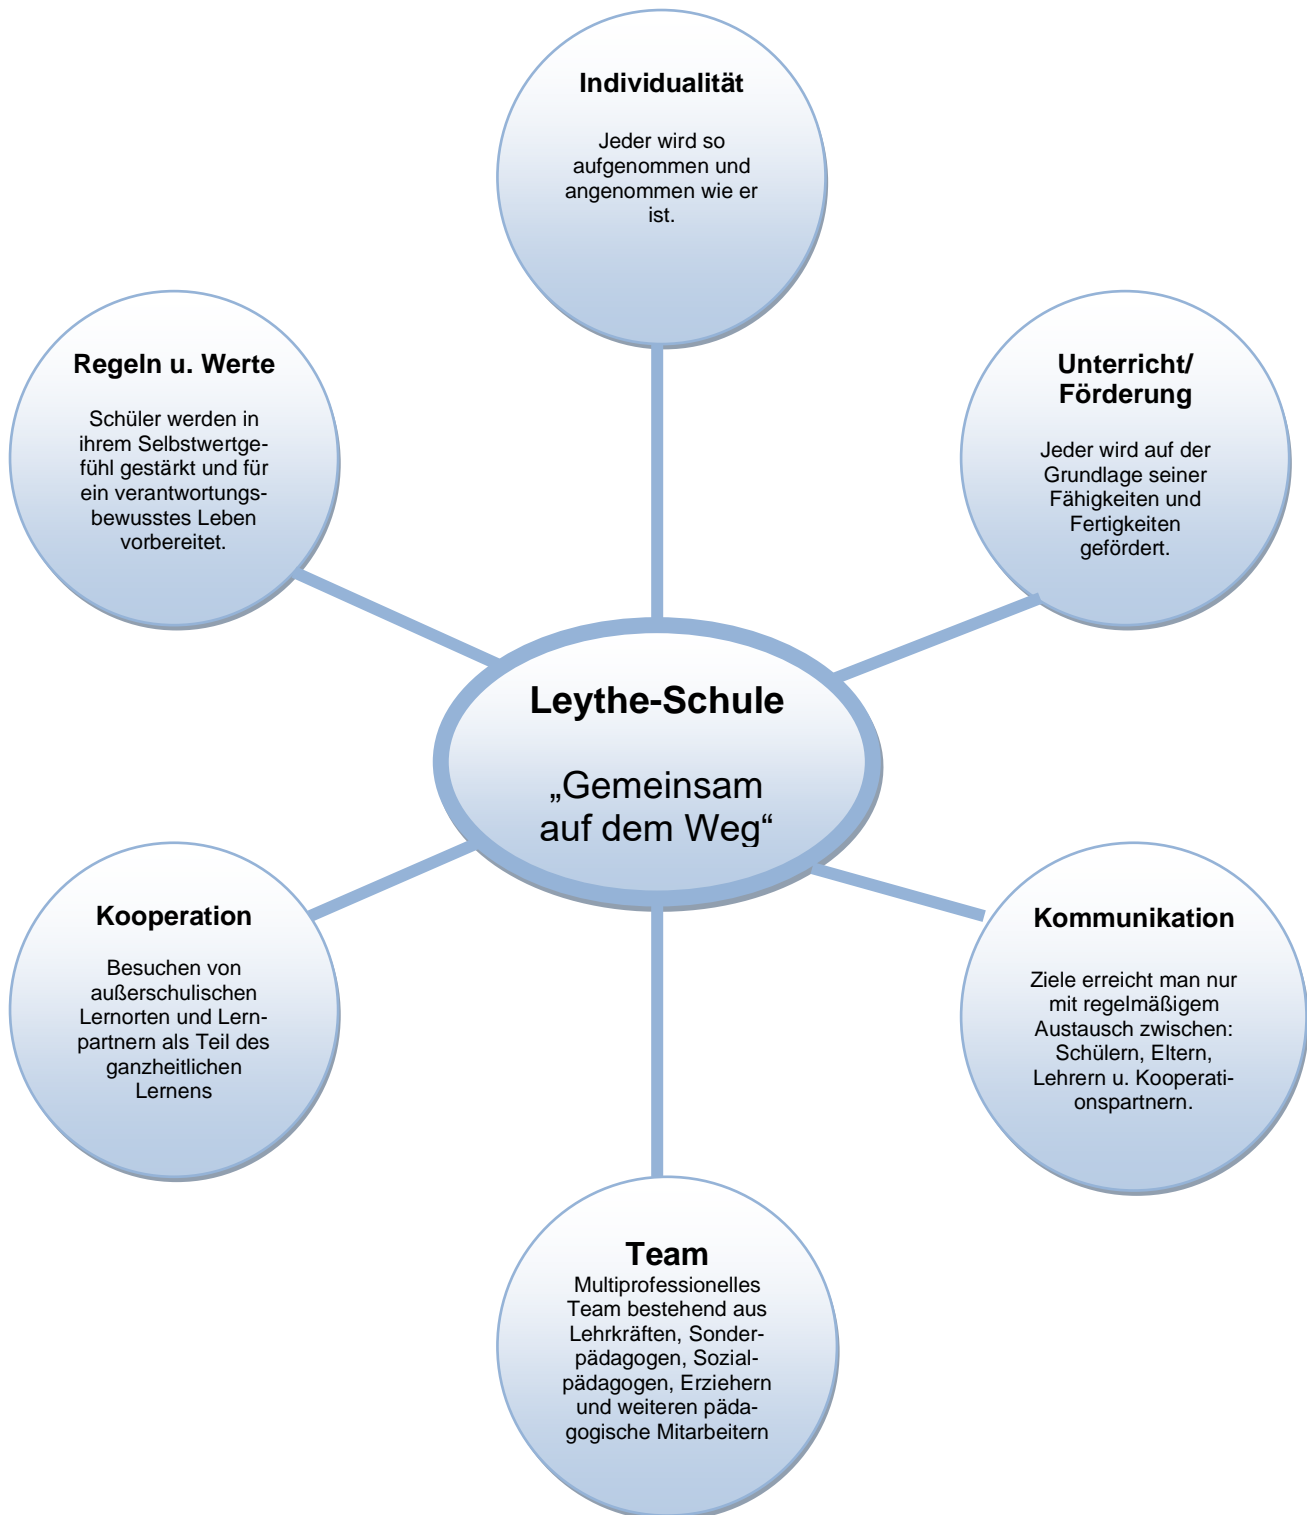 Individualität
Jeder wird so
aufgenommen und
angenommen wie er
ist.
Regeln u. Werte
Schüler werden in
ihrem Selbstwertge-
fühl gestärkt und für
ein verantwortungs-
bewusstes Leben
vorbereitet.
Unterricht/
Förderung
Jeder wird auf der
Grundlage seiner
Fähigkeiten und
Fertigkeiten
gefördert.
Leythe-Schule
„Gemeinsam
auf dem Weg“
Kooperation
Besuchen von
außerschulischen
Lernorten und Lern-
partnern als Teil des
ganzheitlichen
Lernens
Kommunikation
Ziele erreicht man nur
mit regelmäßigem
Austausch zwischen:
Schülern, Eltern,
Lehrern u. Kooperati-
onspartnern.
Team
Multiprofessionelles
Team bestehend aus
Lehrkräften, Sonder-
pädagogen, Sozial-
pädagogen, Erziehern
und weiteren päda-
gogische Mitarbeitern